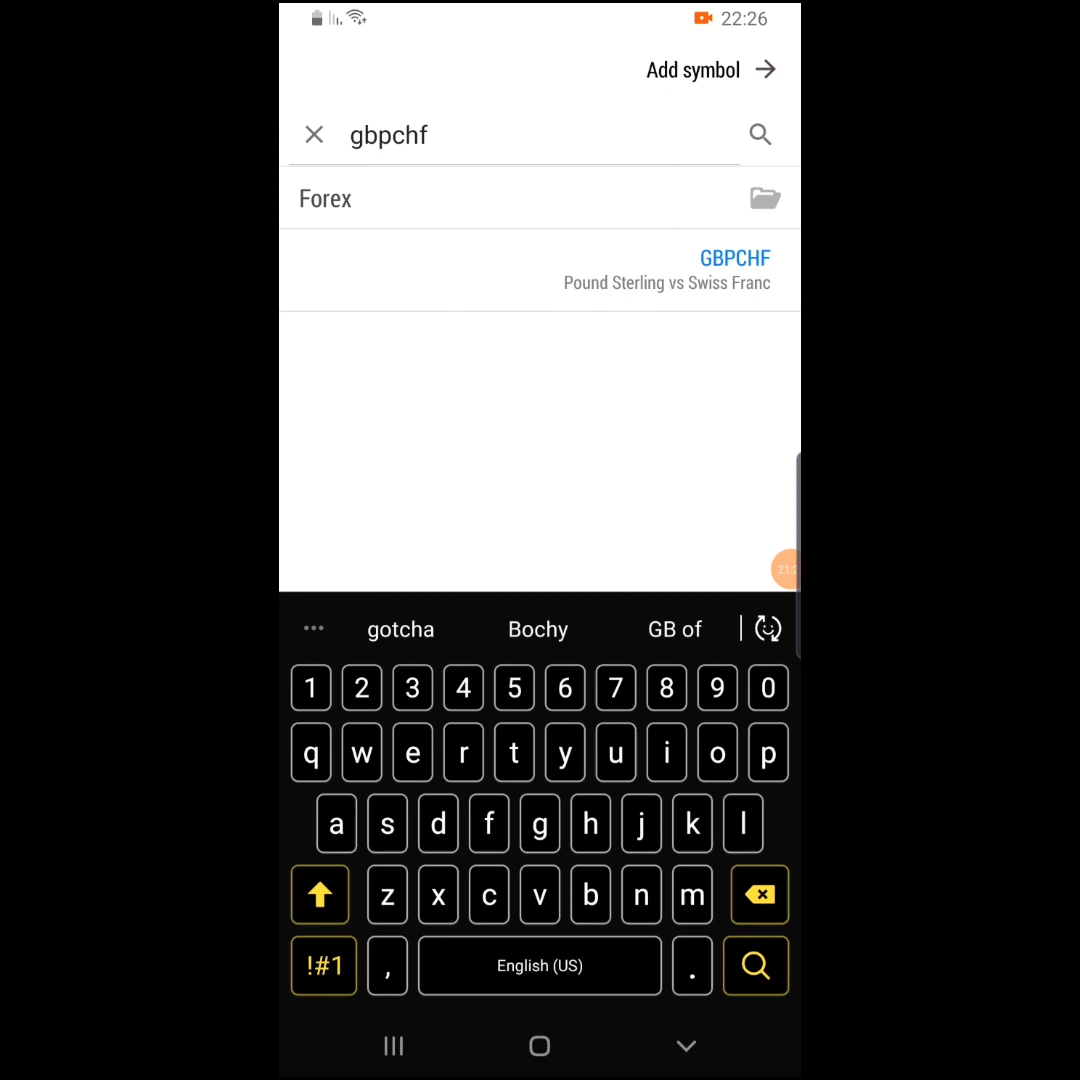 22:26
Add symbol
gbpchf
Forex
GBPCHF
Pound Sterling vs Swiss Franc
gotcha Bochy GB of
1 2 3 4 5 6 7 8 9 0
q w e r t y u i o p
a s d f g h j k l
z x c v b n m
!#1 , English (US) .